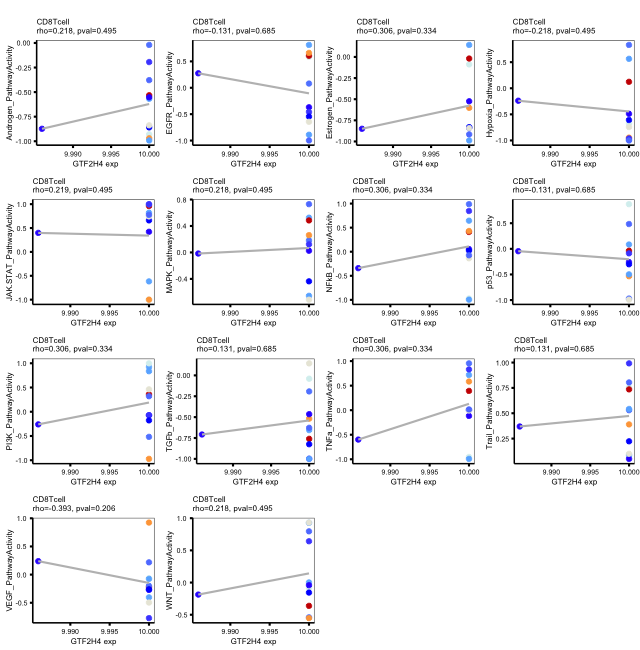 CD8Tcell
rho=0.218, pval=0.495
Androgen_PathwayActivity
0.00
-0.25
-0.50
-0.75
-1.00
9.990 9.995 10.000
GTF2H4 exp
CD8Tcell
rho=-0.131, pval=0.685
EGFR_PathwayActivity
0.5
0.0
-0.5
-1.0
9.990 9.995 10.000
GTF2H4 exp
CD8Tcell
rho=0.306, pval=0.334
Estrogen_PathwayActivity
0.00
-0.25
-0.50
-0.75
-1.00
9.990 9.995 10.000
GTF2H4 exp
CD8Tcell
rho=-0.218, pval=0.495
Hypoxia_PathwayActivity
0.5
0.0
-0.5
-1.0
9.990 9.995 10.000
GTF2H4 exp
CD8Tcell
rho=0.219, pval=0.495
JAK-STAT_PathwayActivity
1.0
0.5
0.0
-0.5
-1.0
9.990 9.995 10.000
GTF2H4 exp
CD8Tcell
rho=0.218, pval=0.495
MAPK_PathwayActivity
0.8
0.4
0.0
-0.4
9.990 9.995 10.000
GTF2H4 exp
CD8Tcell
rho=0.306, pval=0.334
NFkB_PathwayActivity
1.0
0.5
0.0
-0.5
-1.0
9.990 9.995 10.000
GTF2H4 exp
CD8Tcell
rho=-0.131, pval=0.685
p53_PathwayActivity
0.5
0.0
-0.5
-1.0
9.990 9.995 10.000
GTF2H4 exp
CD8Tcell
rho=0.306, pval=0.334
PI3K_PathwayActivity
1.0
0.5
0.0
-0.5
-1.0
9.990 9.995 10.000
GTF2H4 exp
CD8Tcell
rho=0.131, pval=0.685
TGFb_PathwayActivity
0.00
-0.25
-0.50
-0.75
-1.00
9.990 9.995 10.000
GTF2H4 exp
CD8Tcell
rho=0.306, pval=0.334
TNFa_PathwayActivity
1.0
0.5
0.0
-0.5
-1.0
9.990 9.995 10.000
GTF2H4 exp
CD8Tcell
rho=0.131, pval=0.685
Trail_PathwayActivity
1.00
0.75
0.50
0.25
9.990 9.995 10.000
GTF2H4 exp
CD8Tcell
rho=-0.393, pval=0.206
VEGF_PathwayActivity
1.0
0.5
0.0
-0.5
9.990 9.995 10.000
GTF2H4 exp
CD8Tcell
rho=0.218, pval=0.495
WNT_PathwayActivity
1.0
0.5
0.0
-0.5
9.990 9.995 10.000
GTF2H4 exp